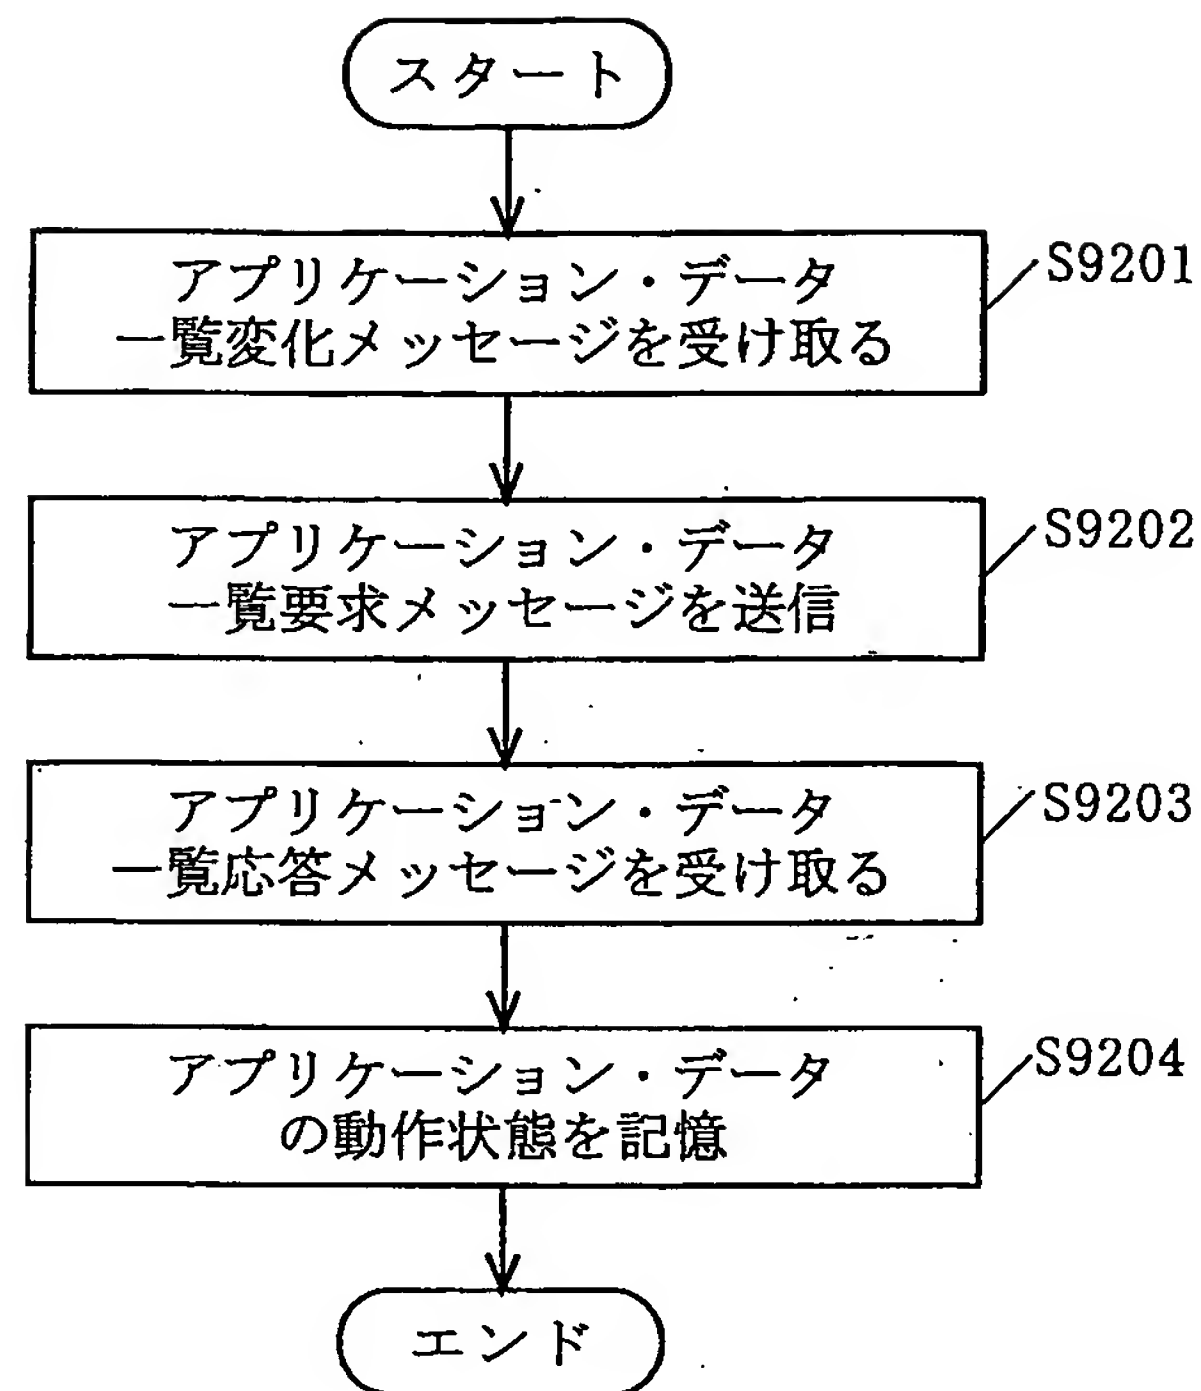 スタート
アプリケーション・データ
一覧変化メッセージを受け取る
S9201
アプリケーション・データ
一覧要求メッセージを送信
S9202
アプリケーション・データ
一覧応答メッセージを受け取る
S9203
アプリケーション・データ
の動作状態を記憶
S9204
エンド